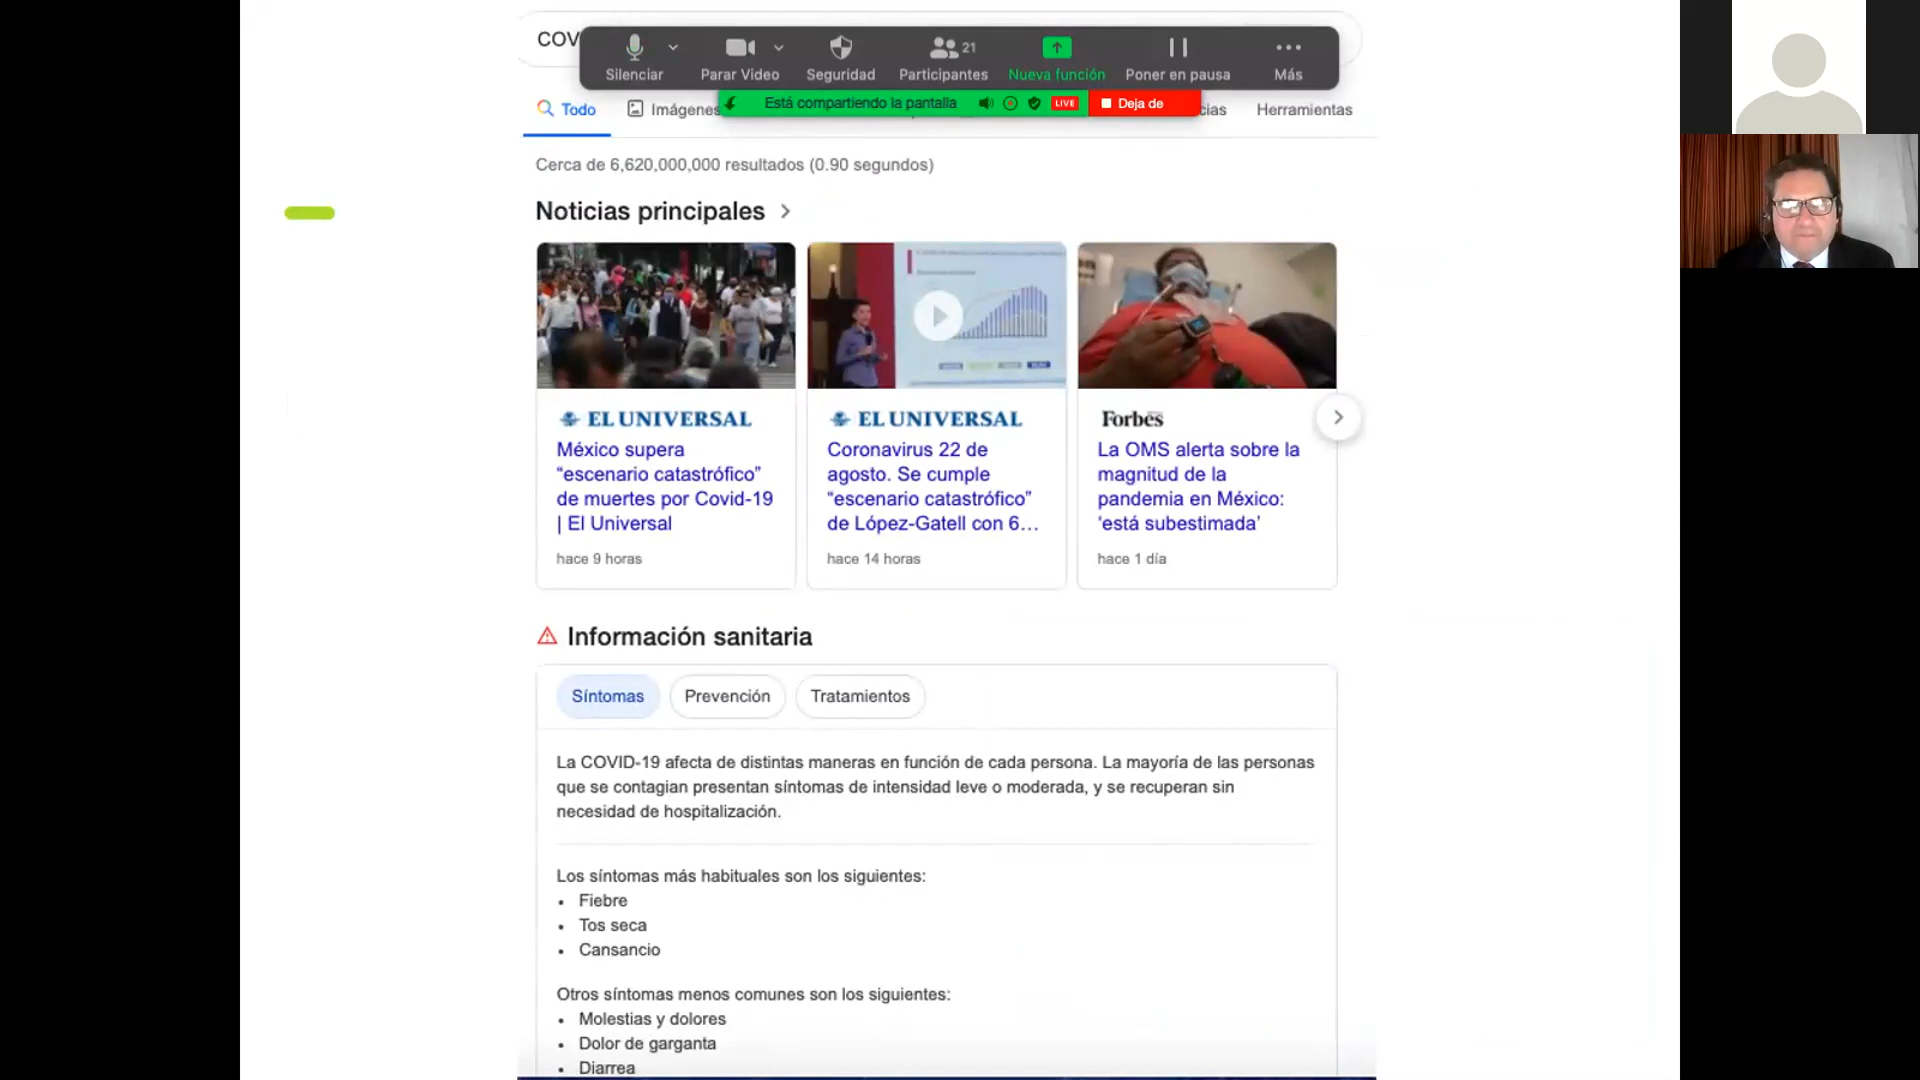 COV
Silenciar
Parar Video
Seguridad
21
Participantes
Nueva función
Poner en pausa
Más
Está compartiendo la pantalla
LIVE
Deja de
Todo
Imágenes
cias
Herramientas
Cerca de 6,620,000,000 resultados (0.90 segundos)
Noticias principales
EL UNIVERSAL
México supera
“escenario catastrófico”
de muertes por Covid-19
| El Universal
hace 9 horas
EL UNIVERSAL
Coronavirus 22 de
agosto. Se cumple
“escenario catastrófico”
de López-Gatell con 6...
hace 14 horas
Forbes
La OMS alerta sobre la
magnitud de la
pandemia en México:
‘está subestimada’
hace 1 día
Información sanitaria
Síntomas
Prevención
Tratamientos
La COVID-19 afecta de distintas maneras en función de cada persona. La mayoría de las personas
que se contagian presentan síntomas de intensidad leve o moderada, y se recuperan sin
necesidad de hospitalización.
Los síntomas más habituales son los siguientes:
• Fiebre
• Tos seca
• Cansancio
Otros síntomas menos comunes son los siguientes:
• Molestias y dolores
• Dolor de garganta
• Diarrea